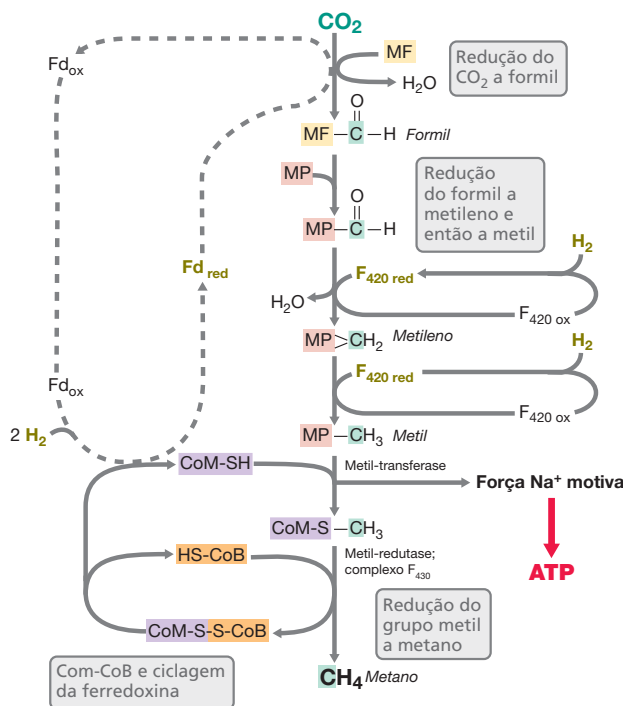 CO2
Fdox
MF
H2O
Redução do
CO2 a formil
O
MF–C–H Formil
MP
Redução
do formil a
metileno e
então a metil
O
MP–C–H
H2
Fd red
F420 red
H2O
F420 ox
MP>CH2 Metileno
H2
F420 red
Fdox
F420 ox
2 H2
MP–CH3 Metil
CoM-SH
Metil-transferase
Força Na+ motiva
CoM-S–CH3
HS-CoB
Metil-redutase;
complexo F430
ATP
CoM-S-S-CoB
Redução do
grupo metil
a metano
Com-CoB e ciclagem
da ferredoxina
CH4 Metano